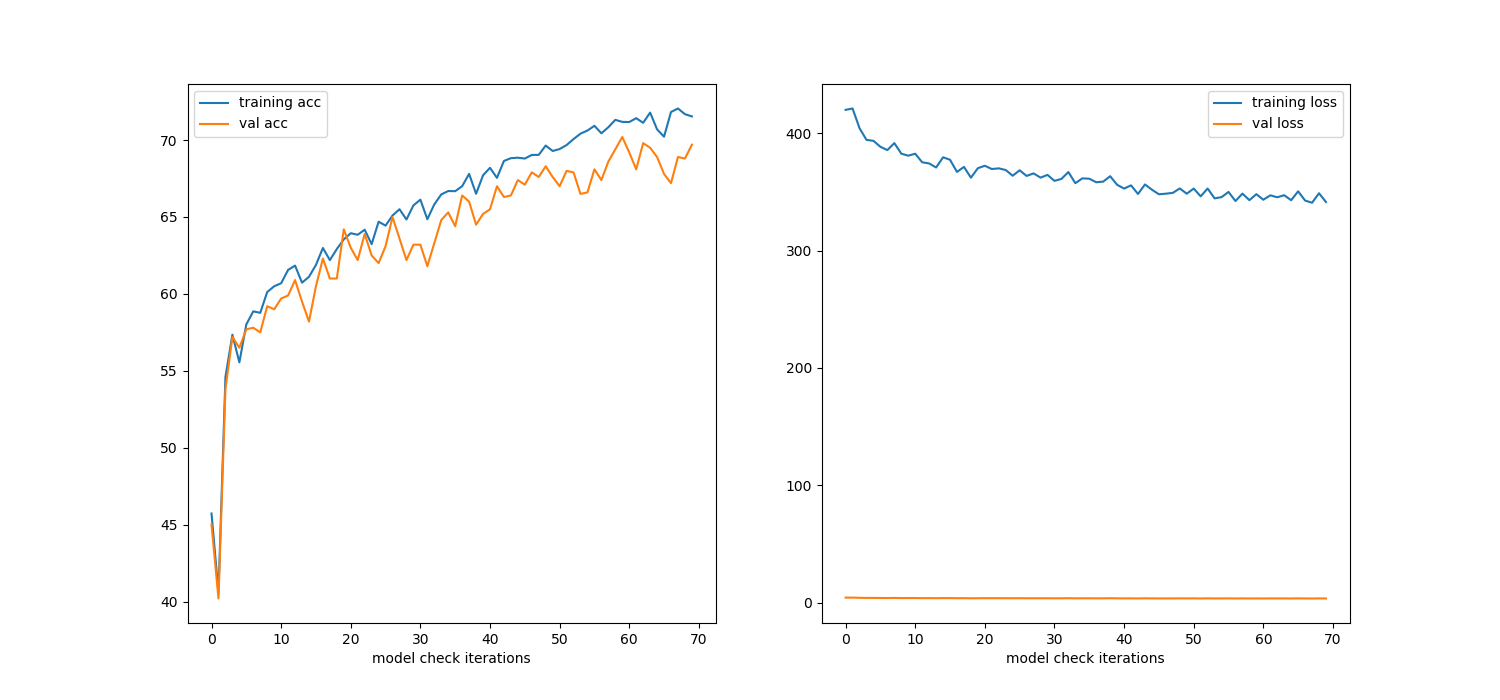 training acc
val acc
70
65
60
55
50
45
40
0 10 20 30 40 50 60 70
model check iterations
training loss
val loss
400
300
200
100
0
0 10 20 30 40 50 60 70
model check iterations